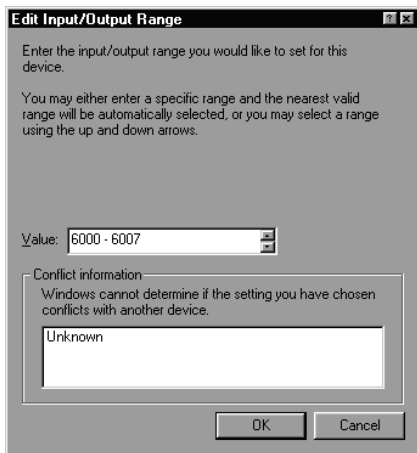 Edit Input/Output Range
Enter the input/output range you would like to set for this
device.
You may either enter a specific range and the nearest valid
range will be automatically selected, or you may select a range
using the up and down arrows.
Value: 6000 - 6007
Conflict information
Windows cannot determine if the setting you have chosen
conflicts with another device.
Unknown
OK Cancel